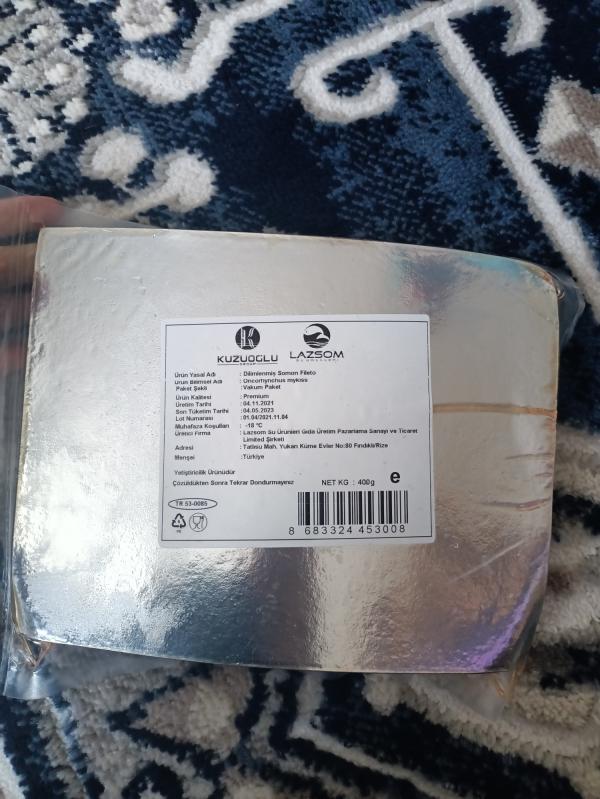 KUZUOGLU
GROUP
LAZSOM
SU ÜRÜNLERİ
Ürün Yasal Adı : Dilimlenmiş Somon Fileto
Ürün Bilimsel Adı : Oncorhynchus mykiss
Paket Şekli : Vakum Paket
Ürün Kalitesi : Premium
Üretim Tarihi : 04.11.2021
Son Tüketim Tarihi : 04.05.2023
Lot Numarası : 01.04/2021.11.04
Muhafaza Koşulları : -18 °C
Üretici Firma : Lazsom Su Ürünleri Gıda Üretim Pazarlama Sanayi ve Ticaret
Limited Şirketi
Adresi : Tatlısu Mah. Yukarı Küme Evler No:80 Fındıklı/Rize
Menşei : Türkiye
Yetiştiricilik Ürünüdür
Çözüldükten Sonra Tekrar Dondurmayınız
NET KG : 400g e
TR 53-0085
PE
8 683324 453008